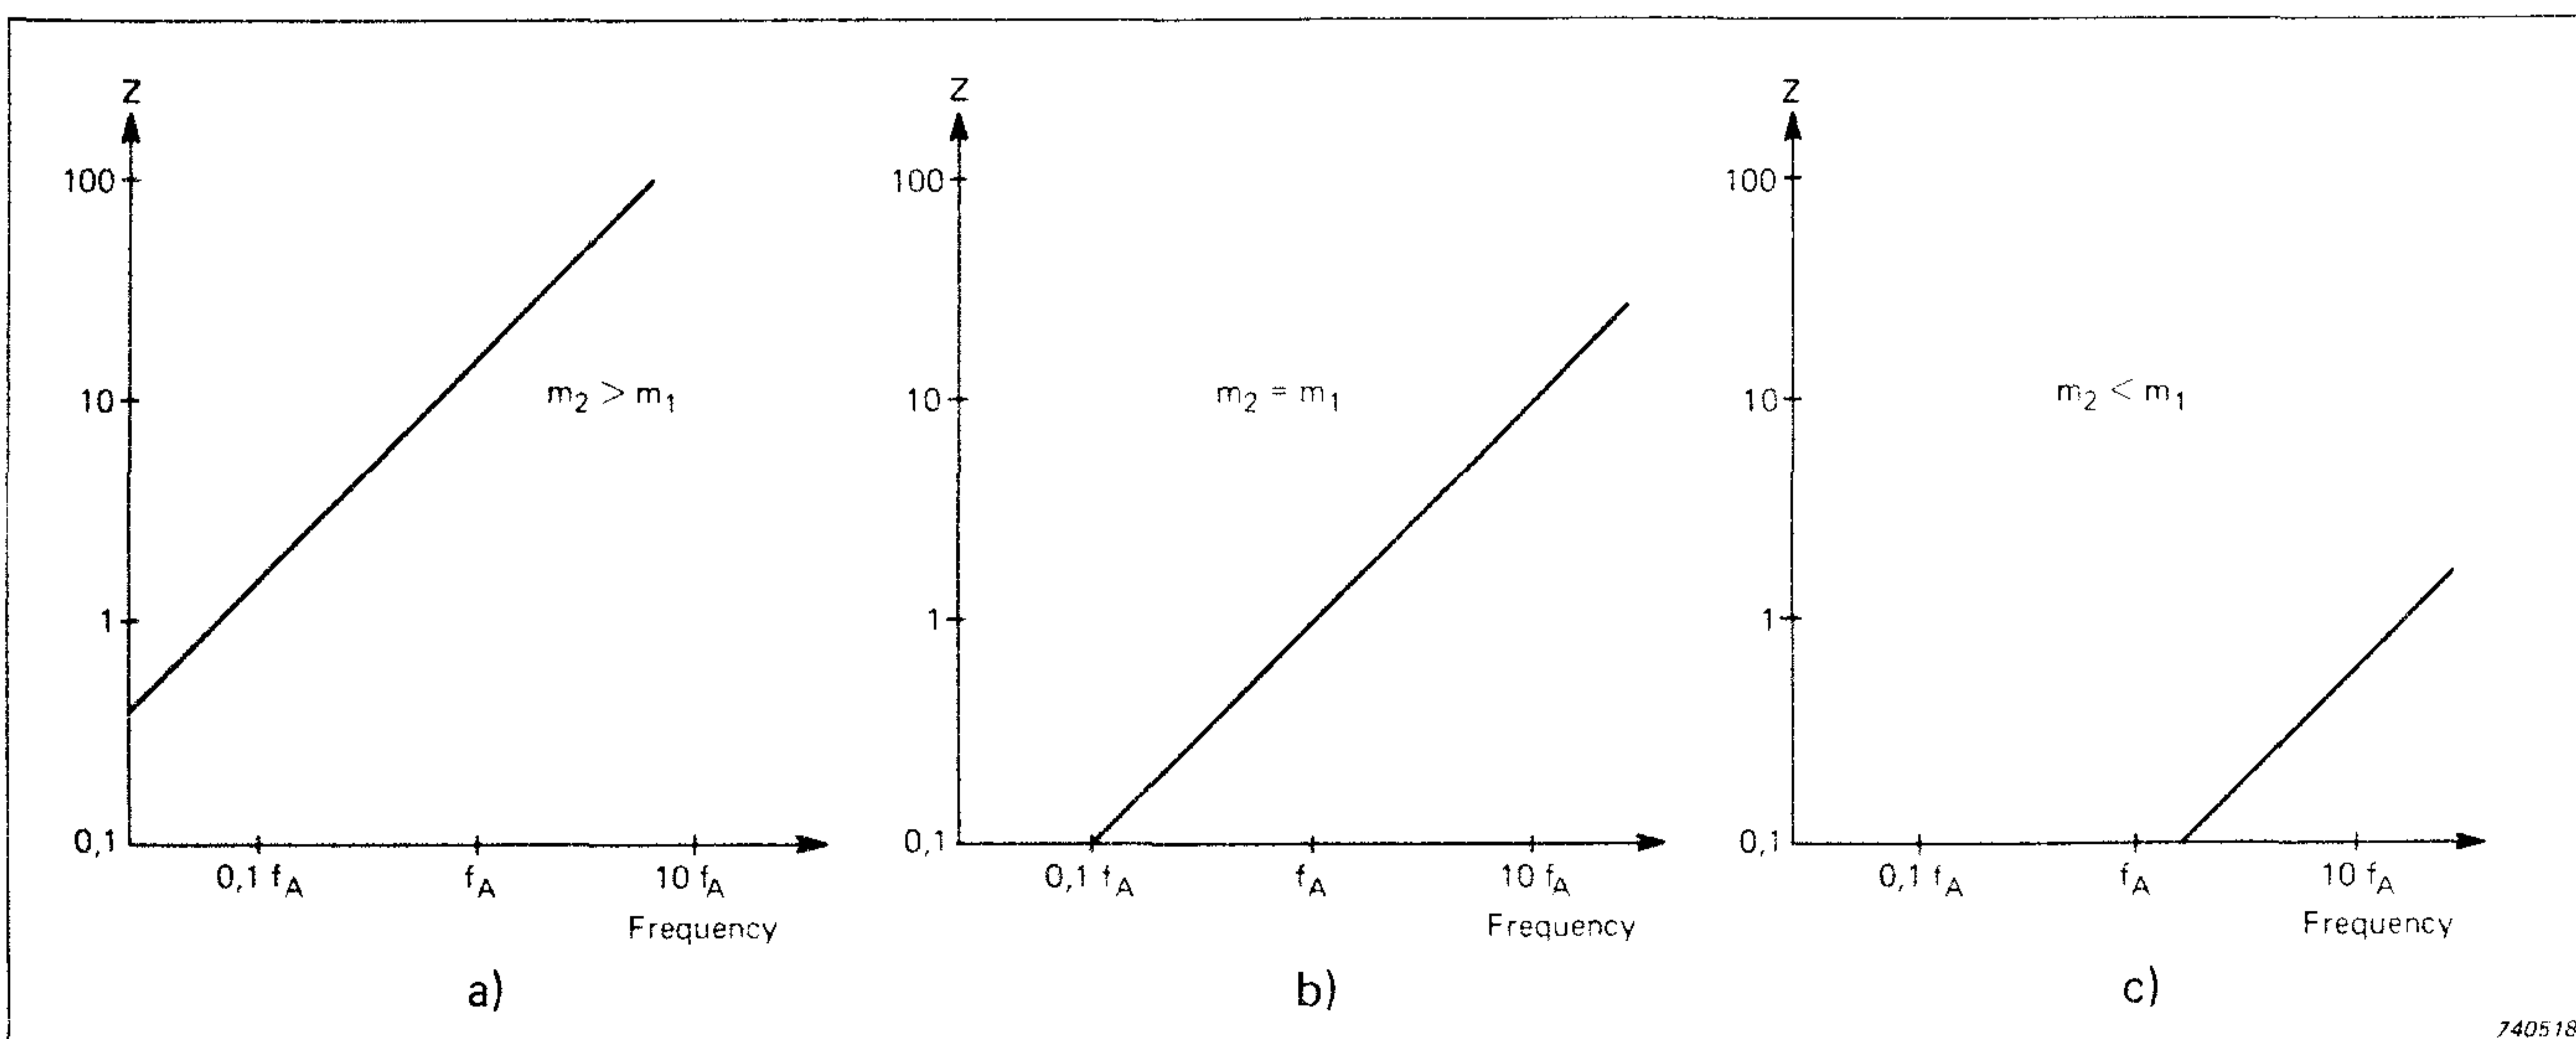 Z
100
10
1
0,1
m₂ > m₁
0,1 fA
fA
10 fA
Frequency
a)
Z
100
10
1
0,1
m₂ = m₁
0,1 fA
fA
10 fA
Frequency
b)
Z
100
10
1
0,1
m₂ < m₁
0,1 fA
fA
10 fA
Frequency
c)
740518